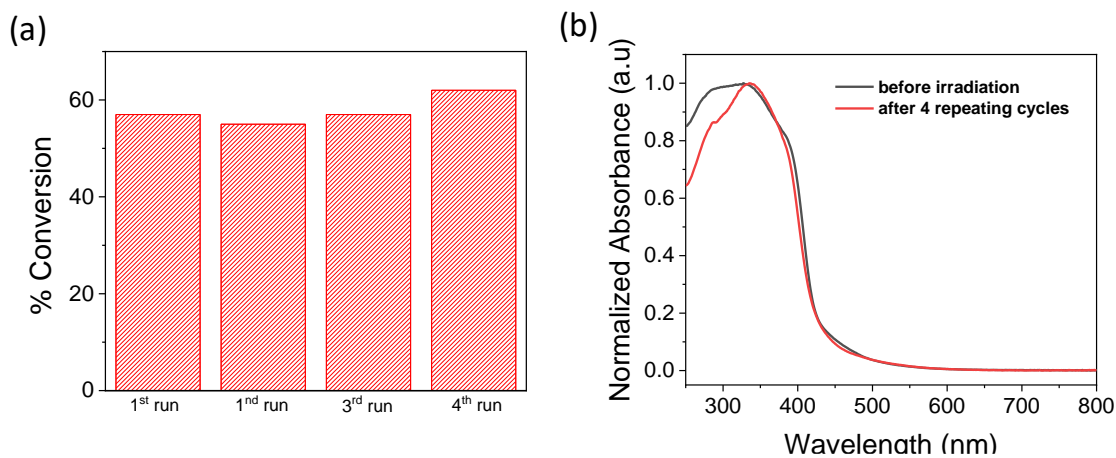 (a)
% Conversion
60
40
20
0
1st run
1nd run
3rd run
4th run
(b)
Normalized Absorbance (a.u)
1.0
0.8
0.6
0.4
0.2
0.0
before irradiation
after 4 repeating cycles
300 400 500 600 700 800
Wavelength (nm)